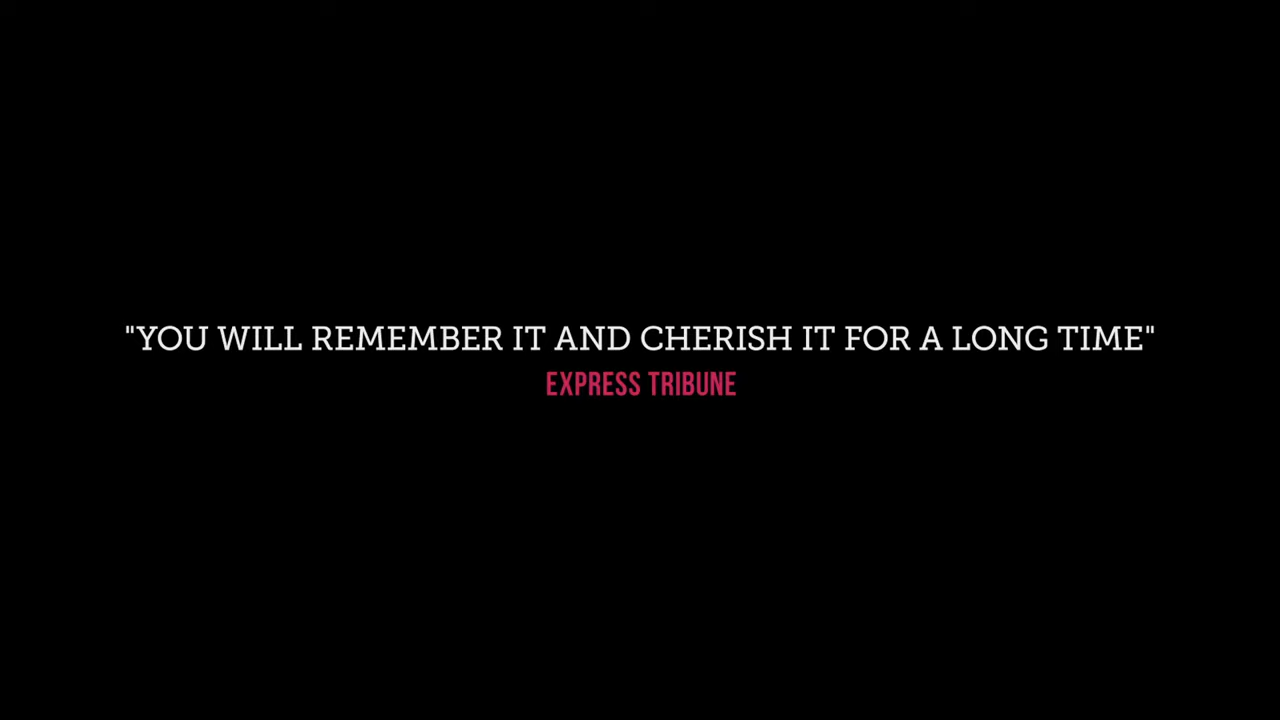 "YOU WILL REMEMBER IT AND CHERISH IT FOR A LONG TIME"
EXPRESS TRIBUNE